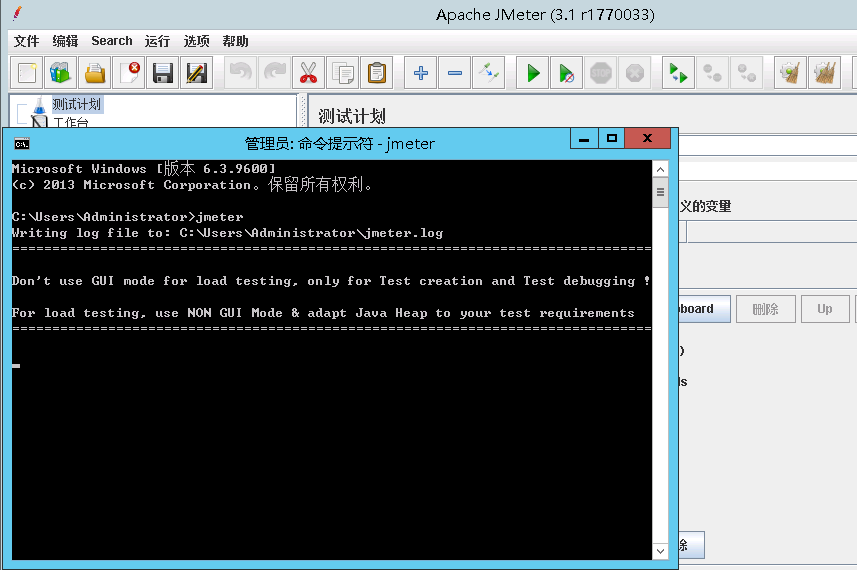 Apache JMeter (3.1 r1770033)
文件 编辑 Search 运行 选项 帮助
STOP
测试计划
工作台
测试计划
管理员: 命令提示符 - jmeter
Microsoft Windows [版本 6.3.9600]
(c) 2013 Microsoft Corporation。保留所有权利。
C:\Users\Administrator>jmeter
Writing log file to: C:\Users\Administrator\jmeter.log
================================================================================
Don't use GUI mode for load testing, only for Test creation and Test debugging !
For load testing, use NON GUI Mode & adapt Java Heap to your test requirements
================================================================================
义的变量
board 删除 Up
)
ls
除